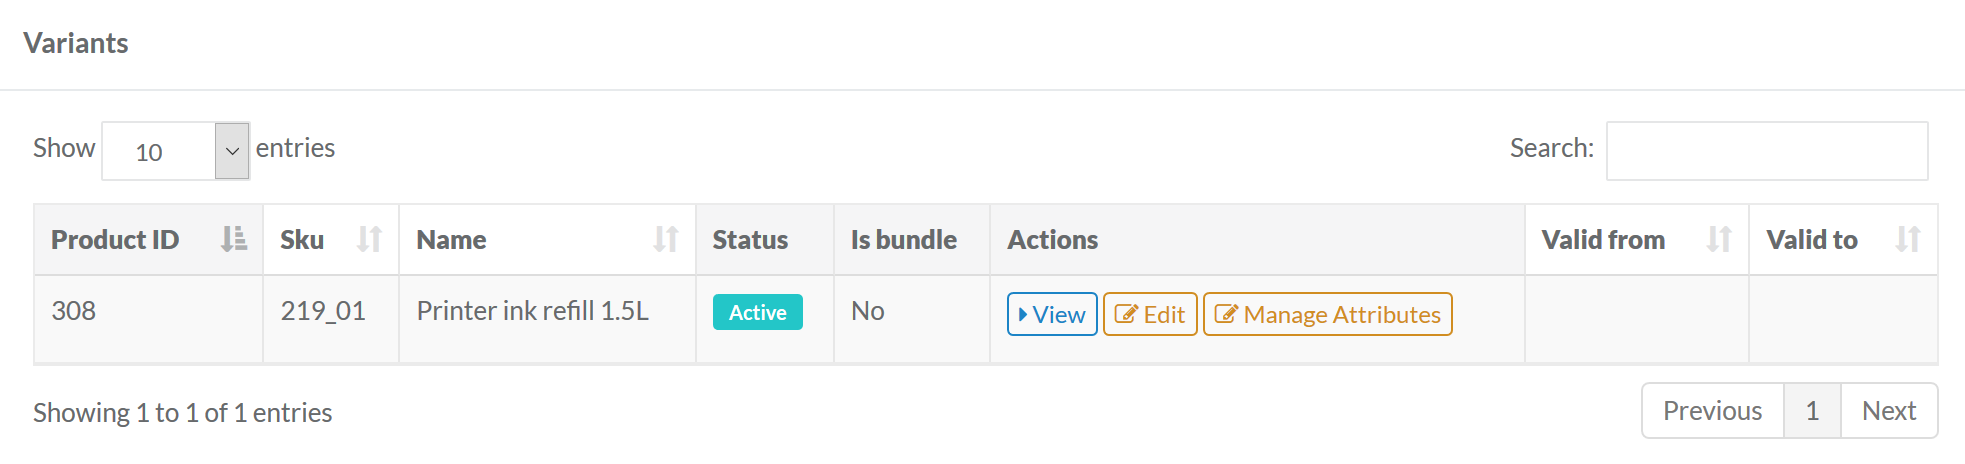 Variants
Show 10 entries Search:
Product ID Sku Name Status Is bundle Actions Valid from Valid to
308 219_01 Printer ink refill 1.5L Active No View Edit Manage Attributes
Showing 1 to 1 of 1 entries Previous 1 Next